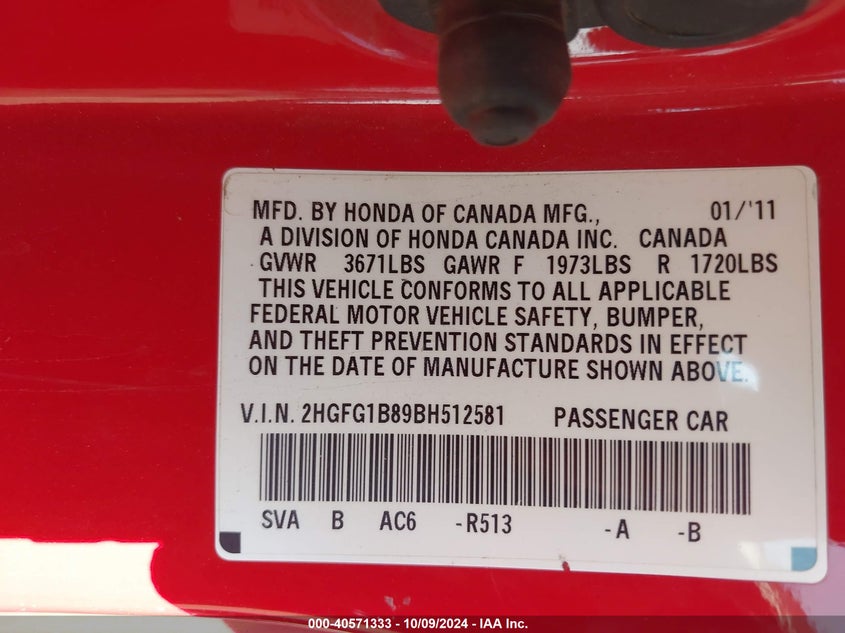 MFD. BY HONDA OF CANADA MFG., 01/'11
A DIVISION OF HONDA CANADA INC. CANADA
GVWR 3671LBS GAWR F 1973LBS R 1720LBS
THIS VEHICLE CONFORMS TO ALL APPLICABLE
FEDERAL MOTOR VEHICLE SAFETY, BUMPER,
AND THEFT PREVENTION STANDARDS IN EFFECT
ON THE DATE OF MANUFACTURE SHOWN ABOVE.
V.I.N. 2HGFG1B89BH512581 PASSENGER CAR
SVA B AC6 -R513 -A -B
000-40571333 - 10/09/2024 - IAA Inc.